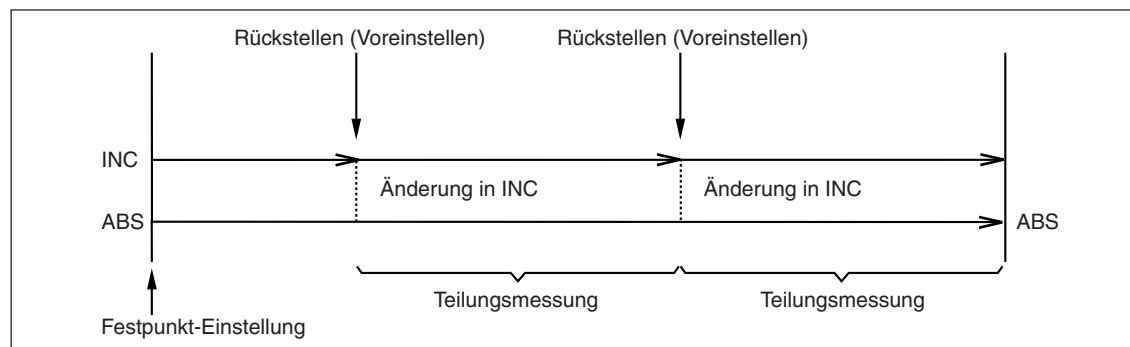 Rückstellen (Voreinstellen) Rückstellen (Voreinstellen)
INC
Änderung in INC Änderung in INC
ABS ABS
Teilungsmessung Teilungsmessung
Festpunkt-Einstellung